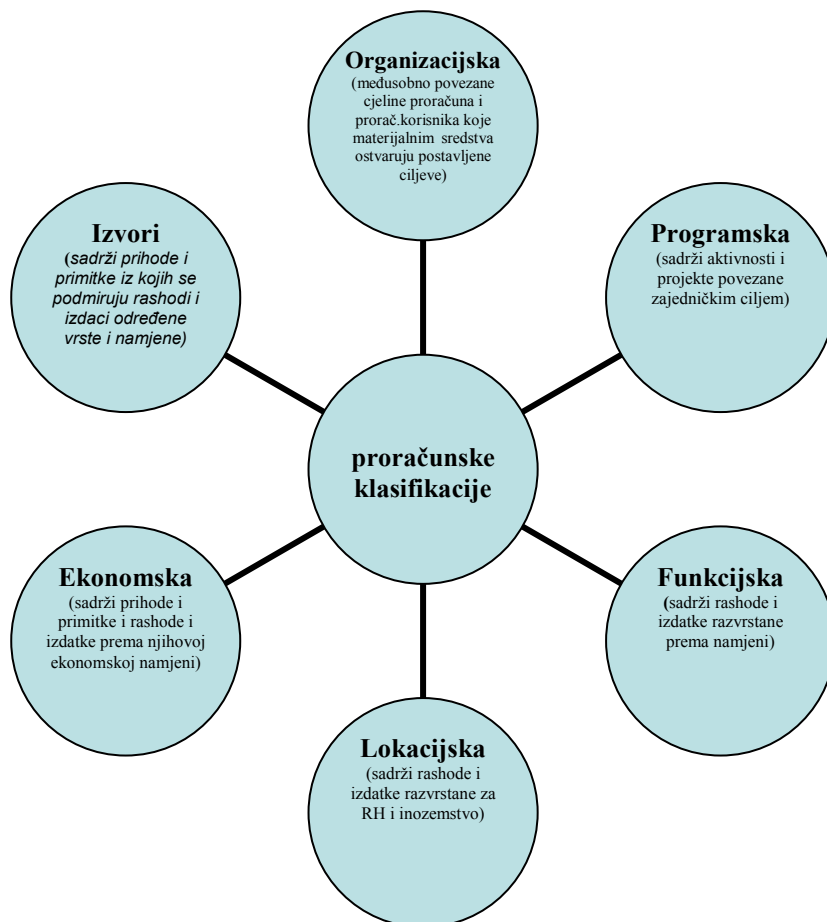 Organizacijska
(međusobno povezane
cjeline proračuna i
prorač.korisnika koje
materijalnim sredstva
ostvaruju postavljene
ciljeve)
Izvori
(sadrži prihode i
primitke iz kojih se
podmiruju rashodi i
izdaci određene
vrste i namjene)
Programska
(sadrži aktivnosti i
projekte povezane
zajedničkim ciljem)
proračunske
klasifikacije
Ekonomska
(sadrži prihode i
primitke i rashode i
izdatke prema njihovoj
ekonomskoj namjeni)
Funkcijska
(sadrži rashode i
izdatke razvrstane
prema namjeni)
Lokacijska
(sadrži rashode i
izdatke razvrstane za
RH i inozemstvo)